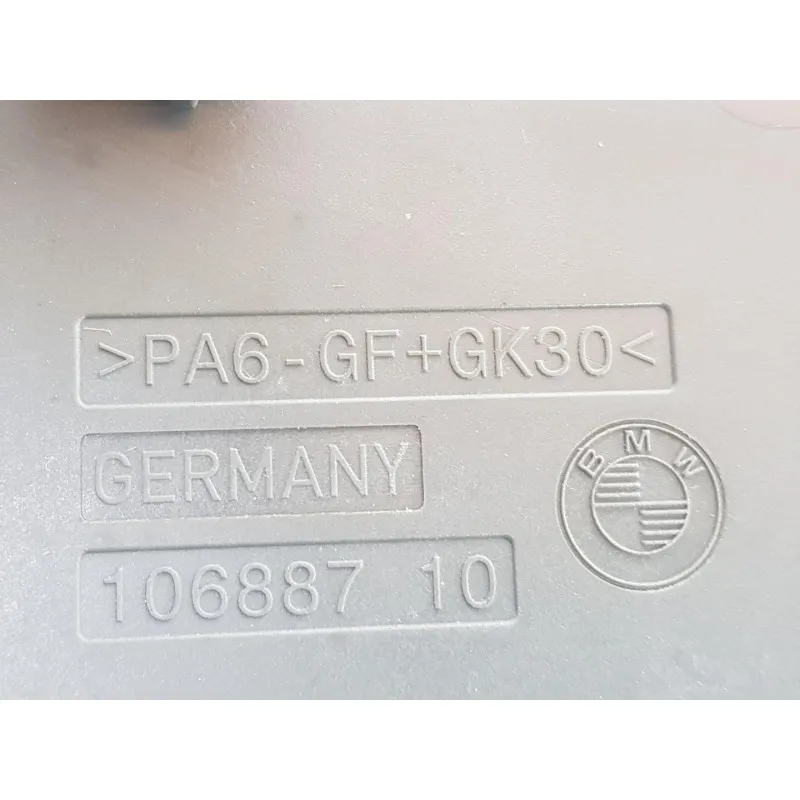 >PA6-GF+GK30<
GERMANY
BMW
106887 10